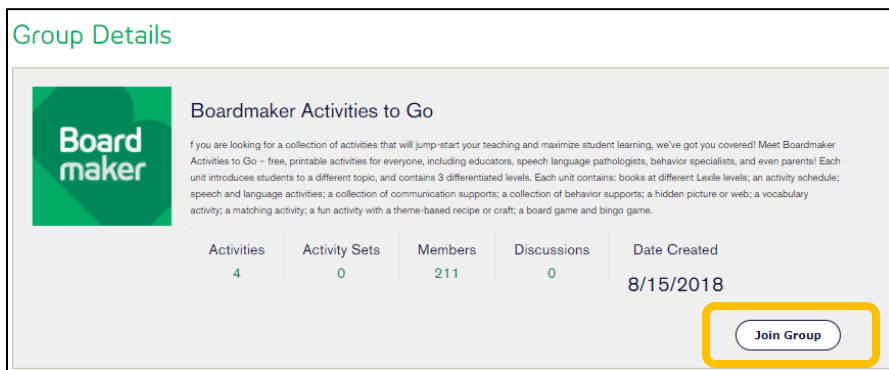 Group Details
Board
maker
Boardmaker Activities to Go
f you are looking for a collection of activities that will jump-start your teaching and maximize student learning, we've got you covered! Meet Boardmaker
Activities to Go – free, printable activities for everyone, including educators, speech language pathologists, behavior specialists, and even parents! Each
unit introduces students to a different topic, and contains 3 differentiated levels. Each unit contains: books at different Lexile levels; an activity schedule;
speech and language activities; a collection of communication supports; a collection of behavior supports; a hidden picture or web; a vocabulary
activity; a matching activity; a fun activity with a theme-based recipe or craft; a board game and bingo game.
Activities Activity Sets Members Discussions Date Created
4 0 211 0 8/15/2018
Join Group